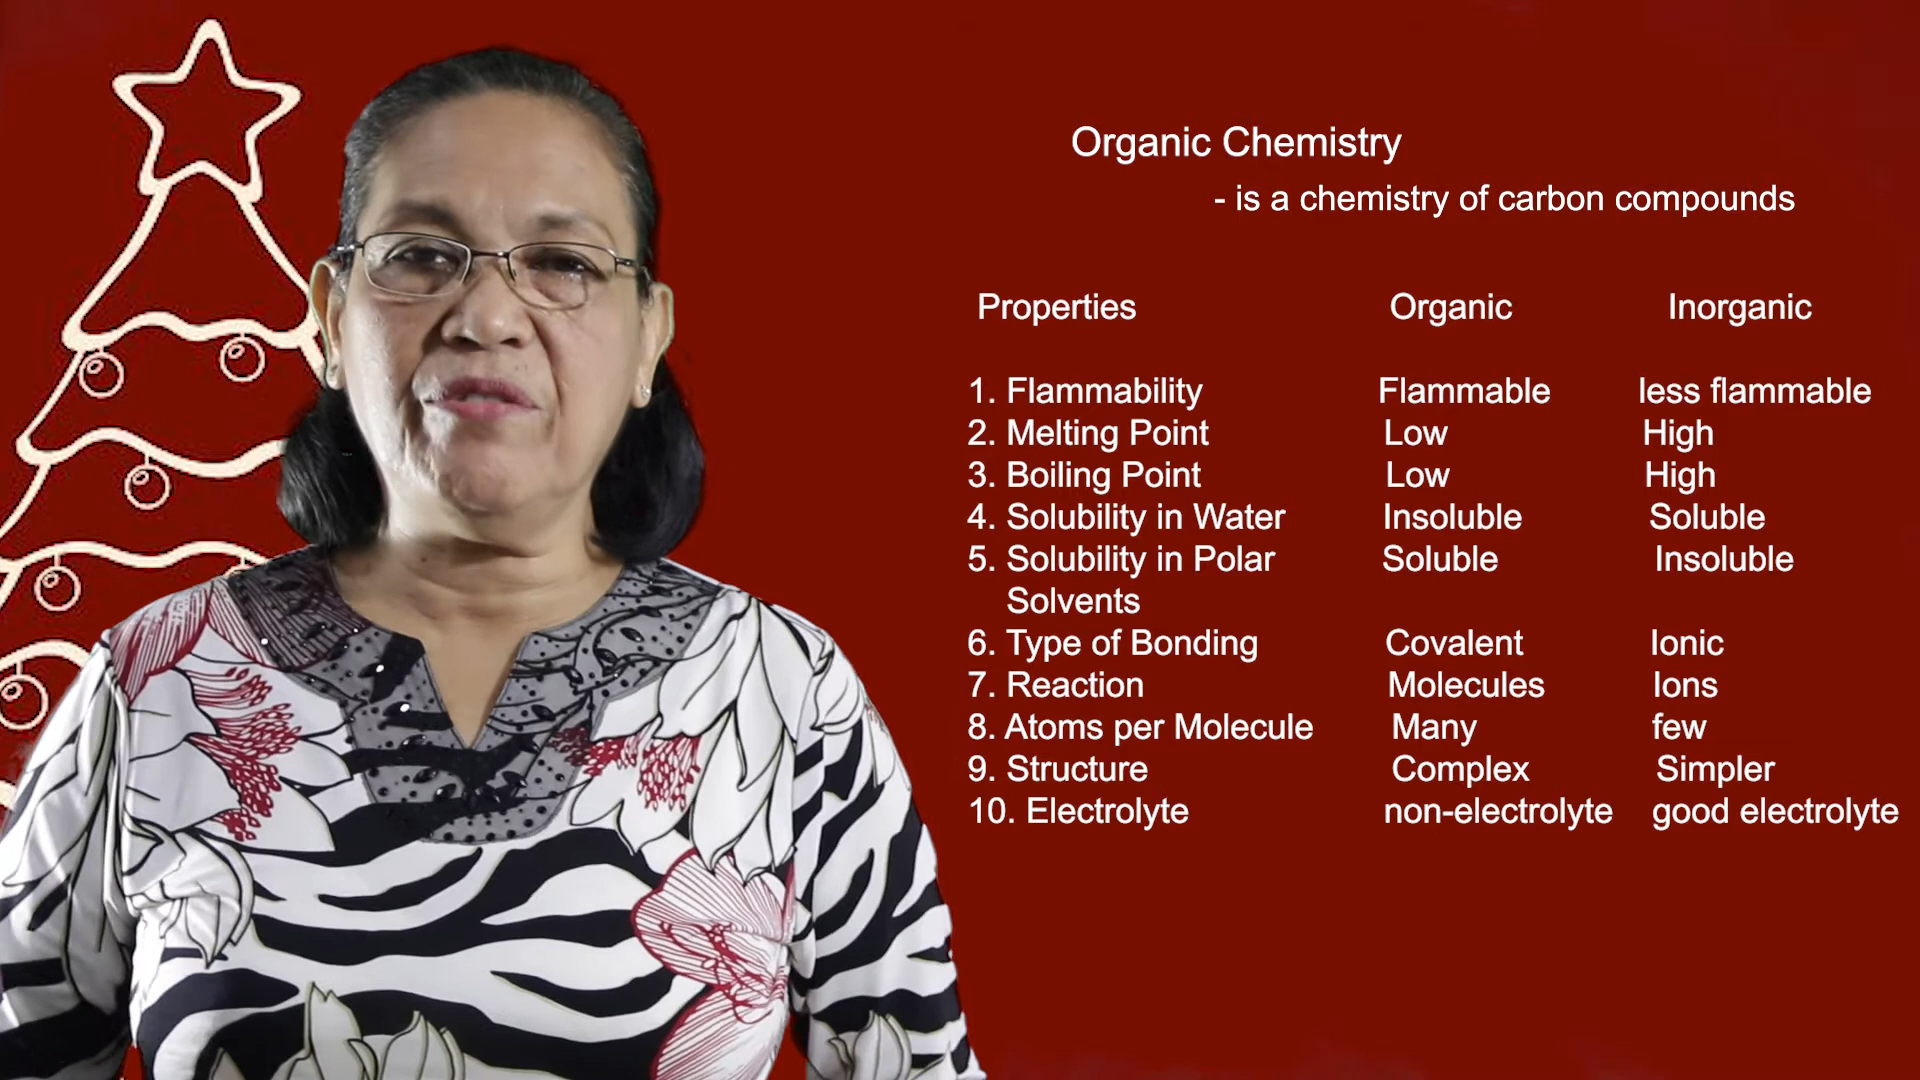 Organic Chemistry
- is a chemistry of carbon compounds
Properties Organic Inorganic
1. Flammability Flammable less flammable
2. Melting Point Low High
3. Boiling Point Low High
4. Solubility in Water Insoluble Soluble
5. Solubility in Polar Soluble Insoluble
Solvents
6. Type of Bonding Covalent Ionic
7. Reaction Molecules Ions
8. Atoms per Molecule Many few
9. Structure Complex Simpler
10. Electrolyte non-electrolyte good electrolyte